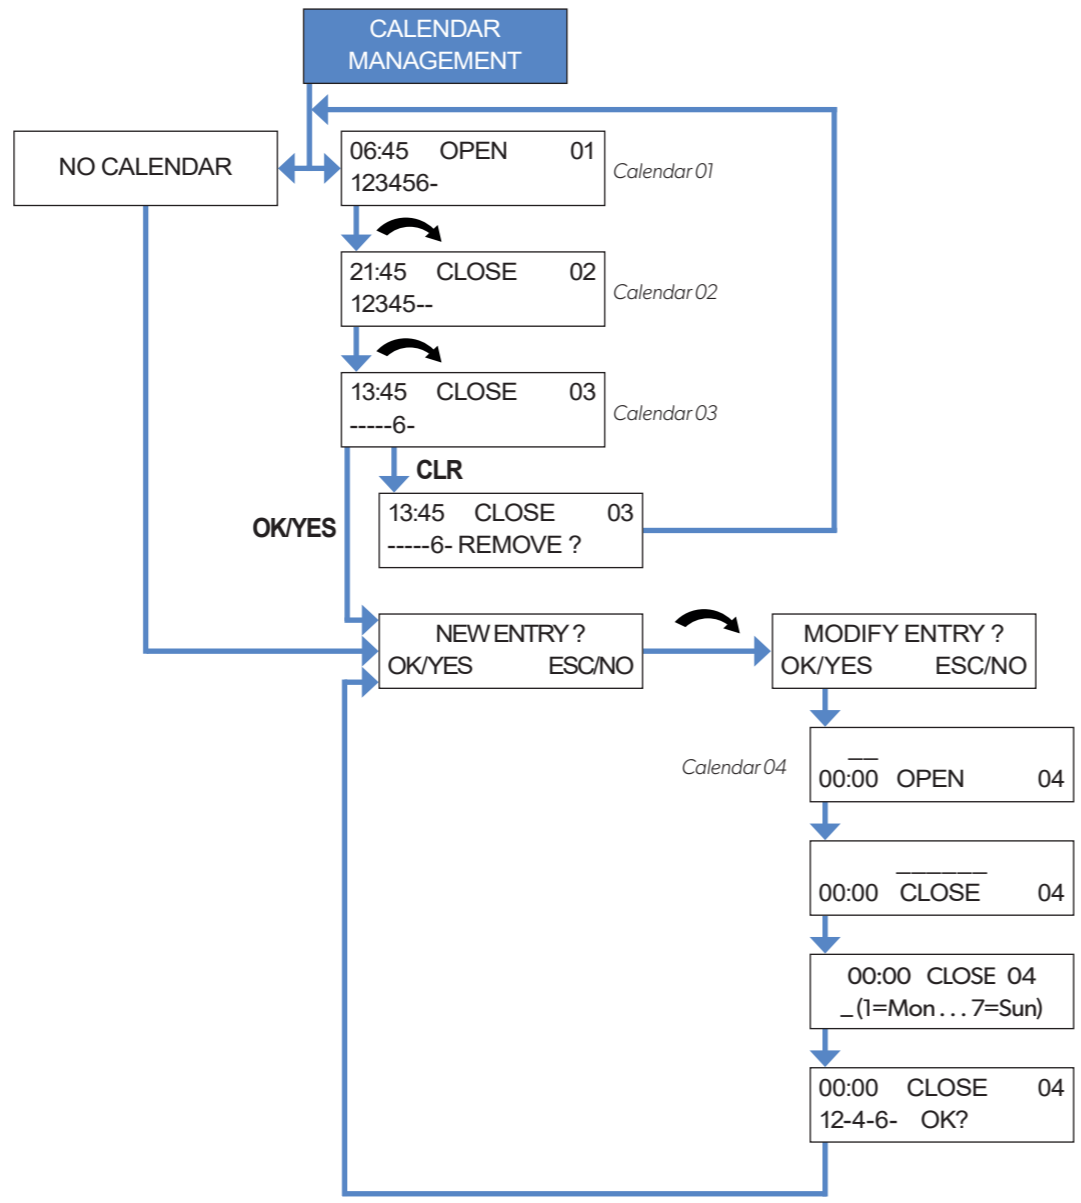 CALENDAR
MANAGEMENT
NO CALENDAR
06:45 OPEN 01
123456-
Calendar 01
21:45 CLOSE 02
12345--
Calendar 02
13:45 CLOSE 03
-----6-
Calendar 03
CLR
OK/YES
13:45 CLOSE 03
-----6- REMOVE ?
NEW ENTRY ?
OK/YES ESC/NO
MODIFY ENTRY ?
OK/YES ESC/NO
Calendar 04
__
00:00 OPEN 04
______
00:00 CLOSE 04
00:00 CLOSE 04
_ (1=Mon . . . 7=Sun)
00:00 CLOSE 04
12-4-6- OK?